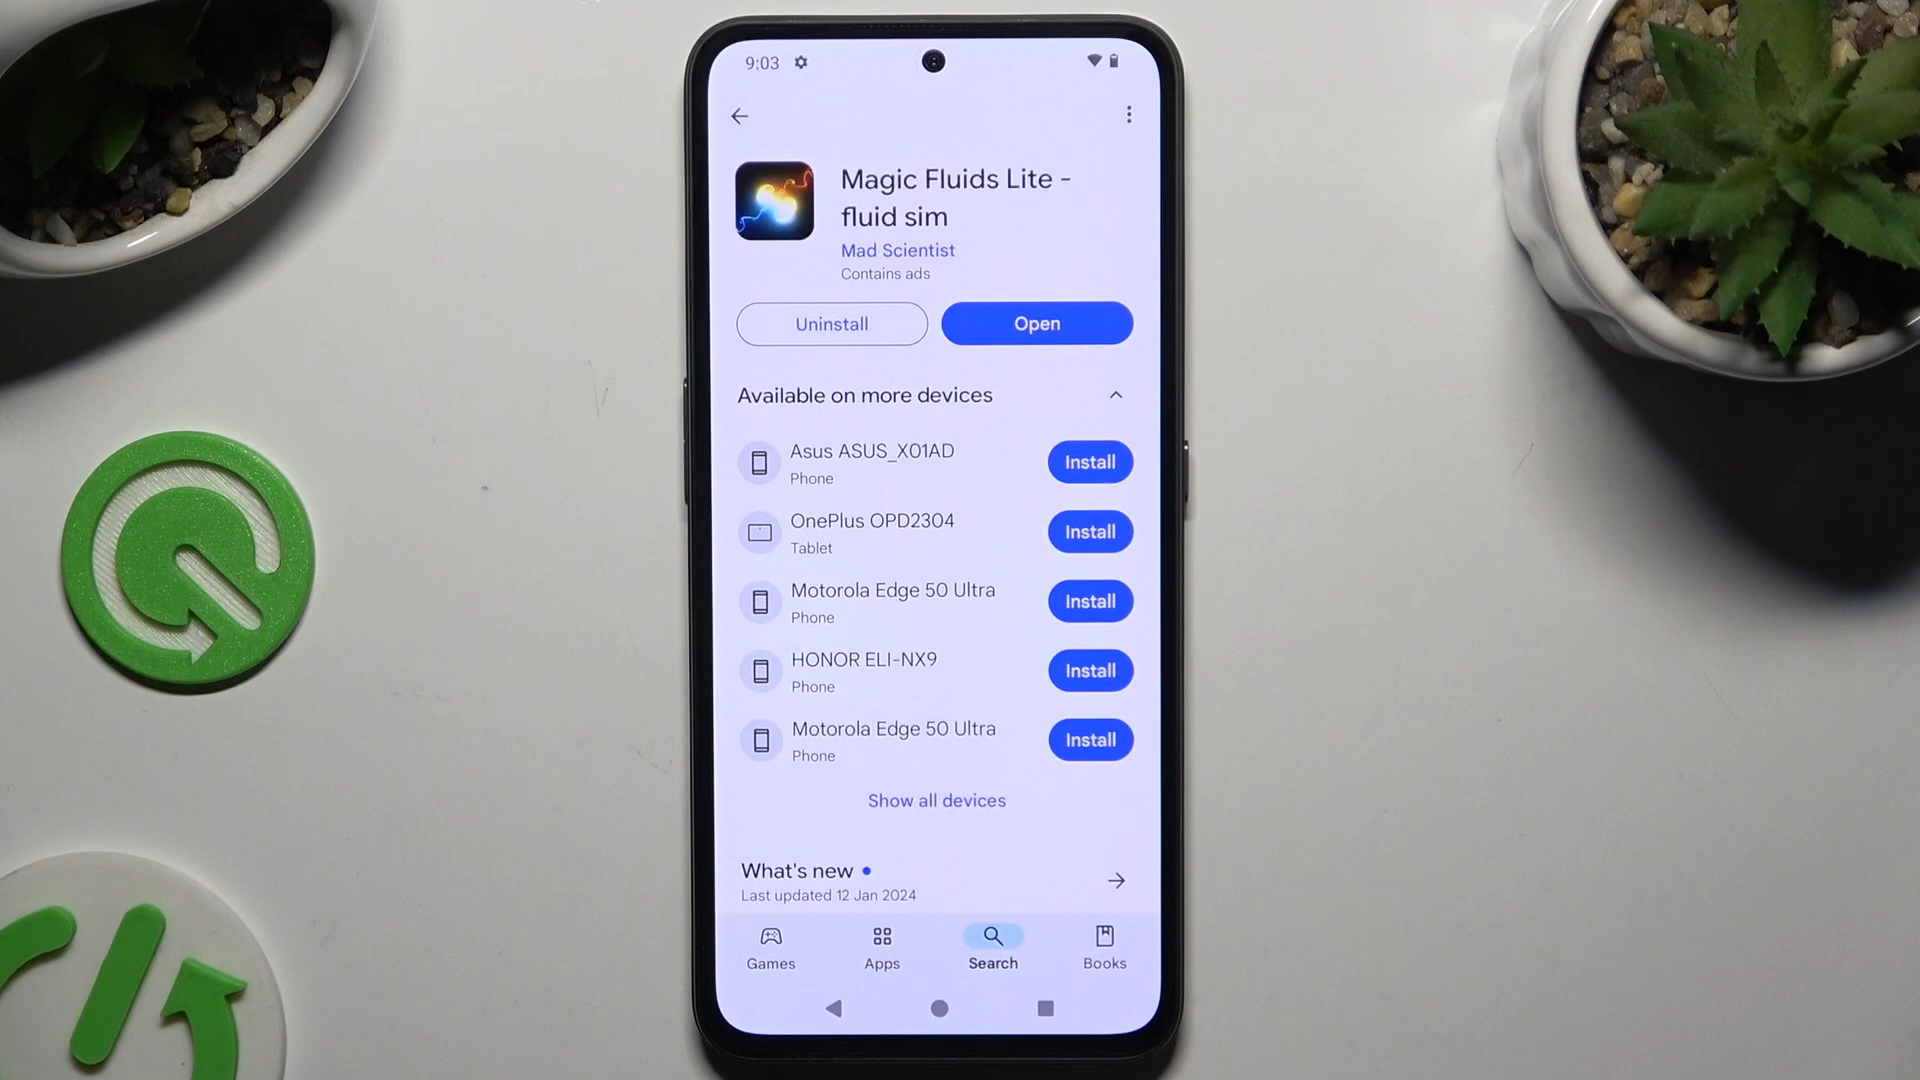 9:03
Magic Fluids Lite -
fluid sim
Mad Scientist
Contains ads
Uninstall
Open
Available on more devices
Asus ASUS_X01AD
Phone
Install
OnePlus OPD2304
Tablet
Install
Motorola Edge 50 Ultra
Phone
Install
HONOR ELI-NX9
Phone
Install
Motorola Edge 50 Ultra
Phone
Install
Show all devices
What's new
Last updated 12 Jan 2024
Games
Apps
Search
Books